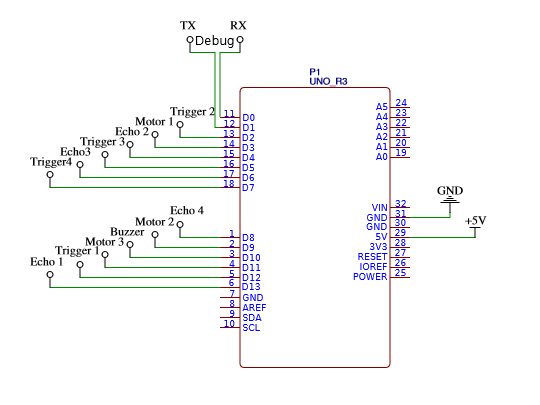 TX RX
Debug
P1
UNO_R3
Trigger 2
Motor 1
Echo 2
Trigger 3
Echo3
Trigger4
11 D0
12 D1
13 D2
14 D3
15 D4
16 D5
17 D6
18 D7
Echo 4
Motor 2
Buzzer
Motor 3
Trigger 1
Echo 1
1 D8
2 D9
3 D10
4 D11
5 D12
6 D13
7 GND
8 AREF
9 SDA
10 SCL
A5 24
A4 23
A3 22
A2 21
A1 20
A0 19
VIN 32
GND 31
GND 30
5V 29
3V3 28
RESET 27
IOREF 26
POWER 25
GND
+5V